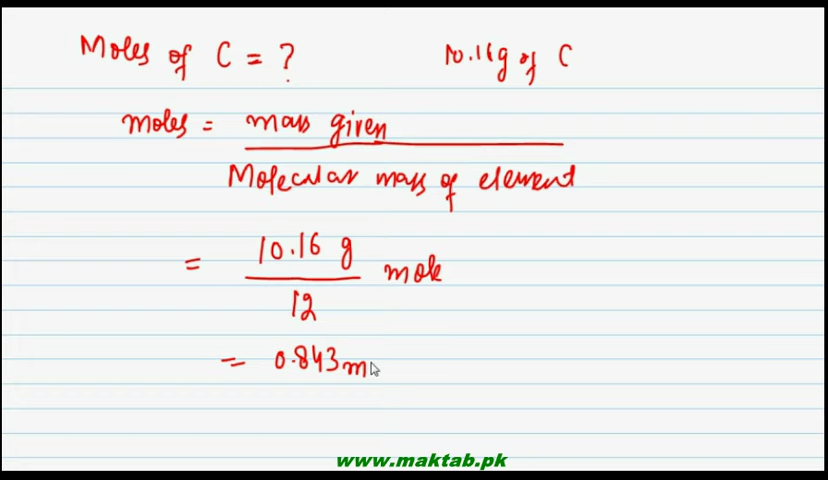 Moles of C = ? 10.16g of C
moles = mass given
Molecular mass of element
= 10.16 g
12 mole
= 0.843 m
www.maktab.pk